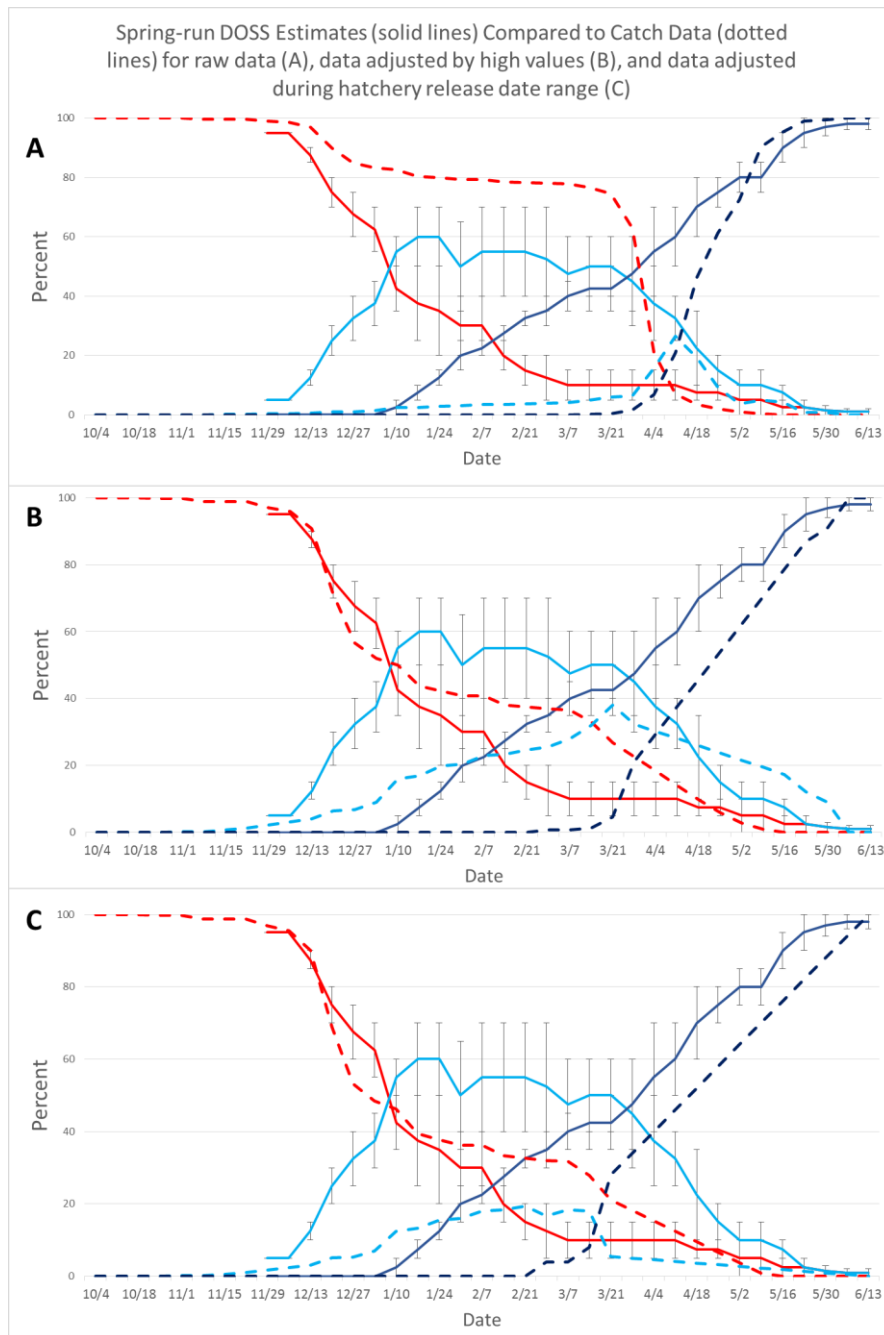 Spring-run DOSS Estimates (solid lines) Compared to Catch Data (dotted
lines) for raw data (A), data adjusted by high values (B), and data adjusted
during hatchery release date range (C)
A
100
80
60
40
20
0
Percent
10/4 10/18 11/1 11/15 11/29 12/13 12/27 1/10 1/24 2/7 2/21 3/7 3/21 4/4 4/18 5/2 5/16 5/30 6/13
Date
B
100
80
60
40
20
0
Percent
10/4 10/18 11/1 11/15 11/29 12/13 12/27 1/10 1/24 2/7 2/21 3/7 3/21 4/4 4/18 5/2 5/16 5/30 6/13
Date
C
100
80
60
40
20
0
Percent
10/4 10/18 11/1 11/15 11/29 12/13 12/27 1/10 1/24 2/7 2/21 3/7 3/21 4/4 4/18 5/2 5/16 5/30 6/13
Date